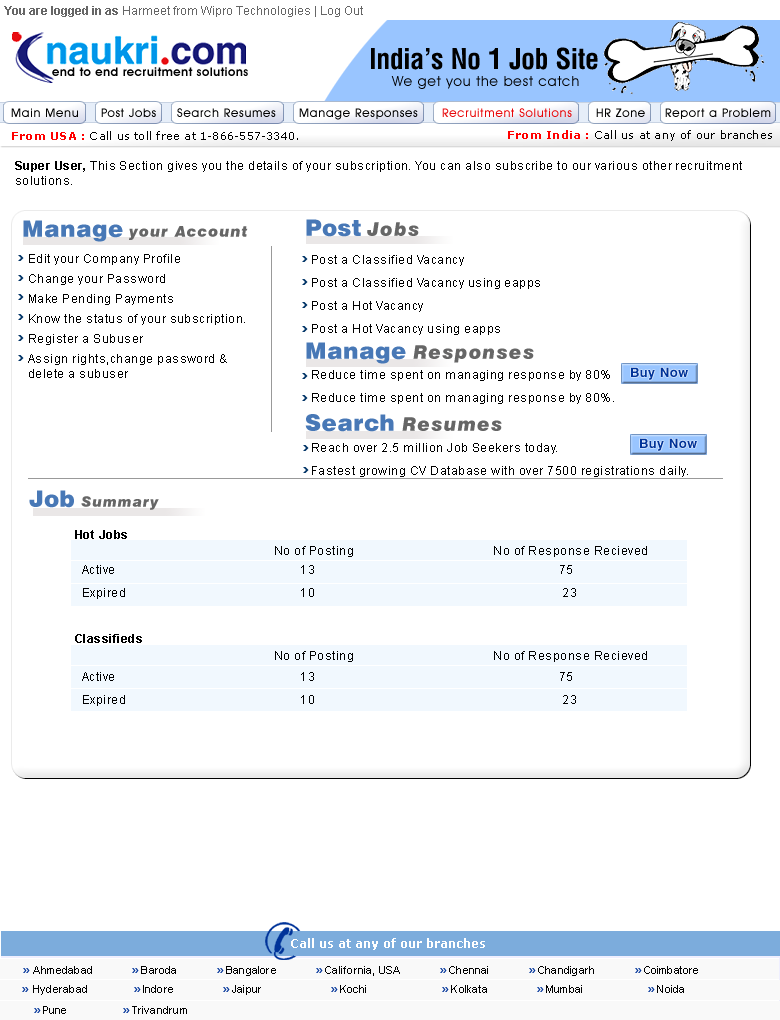 You are logged in as Harmeet from Wipro Technologies | Log Out
naukri.com
end to end recruitment solutions
India's No 1 Job Site
We get you the best catch
Main Menu Post Jobs Search Resumes Manage Responses Recruitment Solutions HR Zone Report a Problem
From USA : Call us toll free at 1-866-557-3340. From India : Call us at any of our branches
Super User, This Section gives you the details of your subscription. You can also subscribe to our various other recruitment
solutions.
Manage your Account
Edit your Company Profile
Change your Password
Make Pending Payments
Know the status of your subscription.
Register a Subuser
Assign rights,change password &
delete a subuser
Post Jobs
Post a Classified Vacancy
Post a Classified Vacancy using eapps
Post a Hot Vacancy
Post a Hot Vacancy using eapps
Manage Responses
Reduce time spent on managing response by 80% Buy Now
Reduce time spent on managing response by 80%.
Search Resumes
Reach over 2.5 million Job Seekers today. Buy Now
Fastest growing CV Database with over 7500 registrations daily.
Job Summary
Hot Jobs
No of Posting No of Response Recieved
Active 13 75
Expired 10 23
Classifieds
No of Posting No of Response Recieved
Active 13 75
Expired 10 23
Call us at any of our branches
» Ahmedabad » Baroda » Bangalore » California, USA » Chennai » Chandigarh » Coimbatore
» Hyderabad » Indore » Jaipur » Kochi » Kolkata » Mumbai » Noida
» Pune » Trivandrum